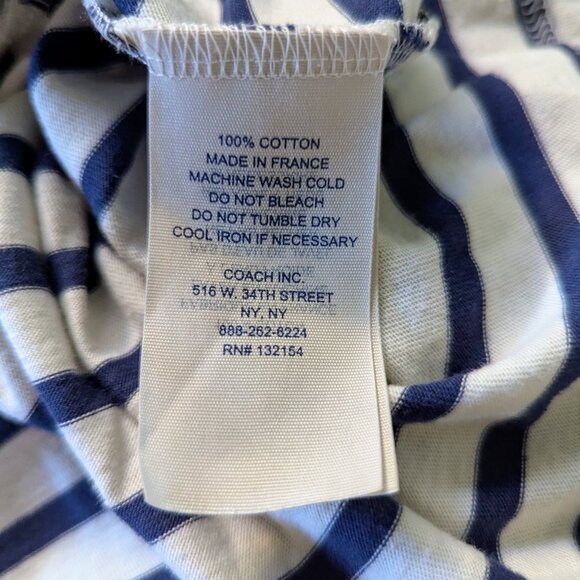 100% COTTON
MADE IN FRANCE
MACHINE WASH COLD
DO NOT BLEACH
DO NOT TUMBLE DRY
COOL IRON IF NECESSARY
COACH INC.
516 W. 34TH STREET
NY, NY
888-262-6224
RN# 132154